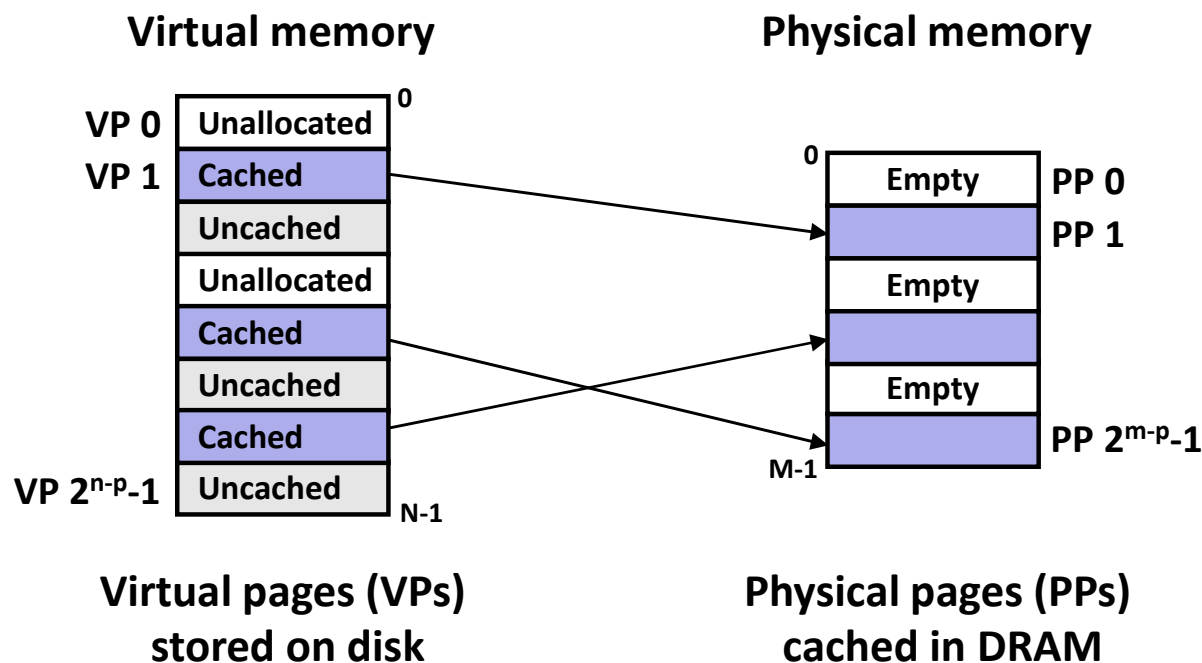 Virtual memory
Physical memory
0
VP 0
Unallocated
VP 1
Cached
Uncached
Unallocated
Cached
Uncached
Cached
VP 2ⁿ⁻ᵖ-1
Uncached
N-1
0
Empty
PP 0
PP 1
Empty
Empty
PP 2ᵐ⁻ᵖ-1
M-1
Virtual pages (VPs)
stored on disk
Physical pages (PPs)
cached in DRAM